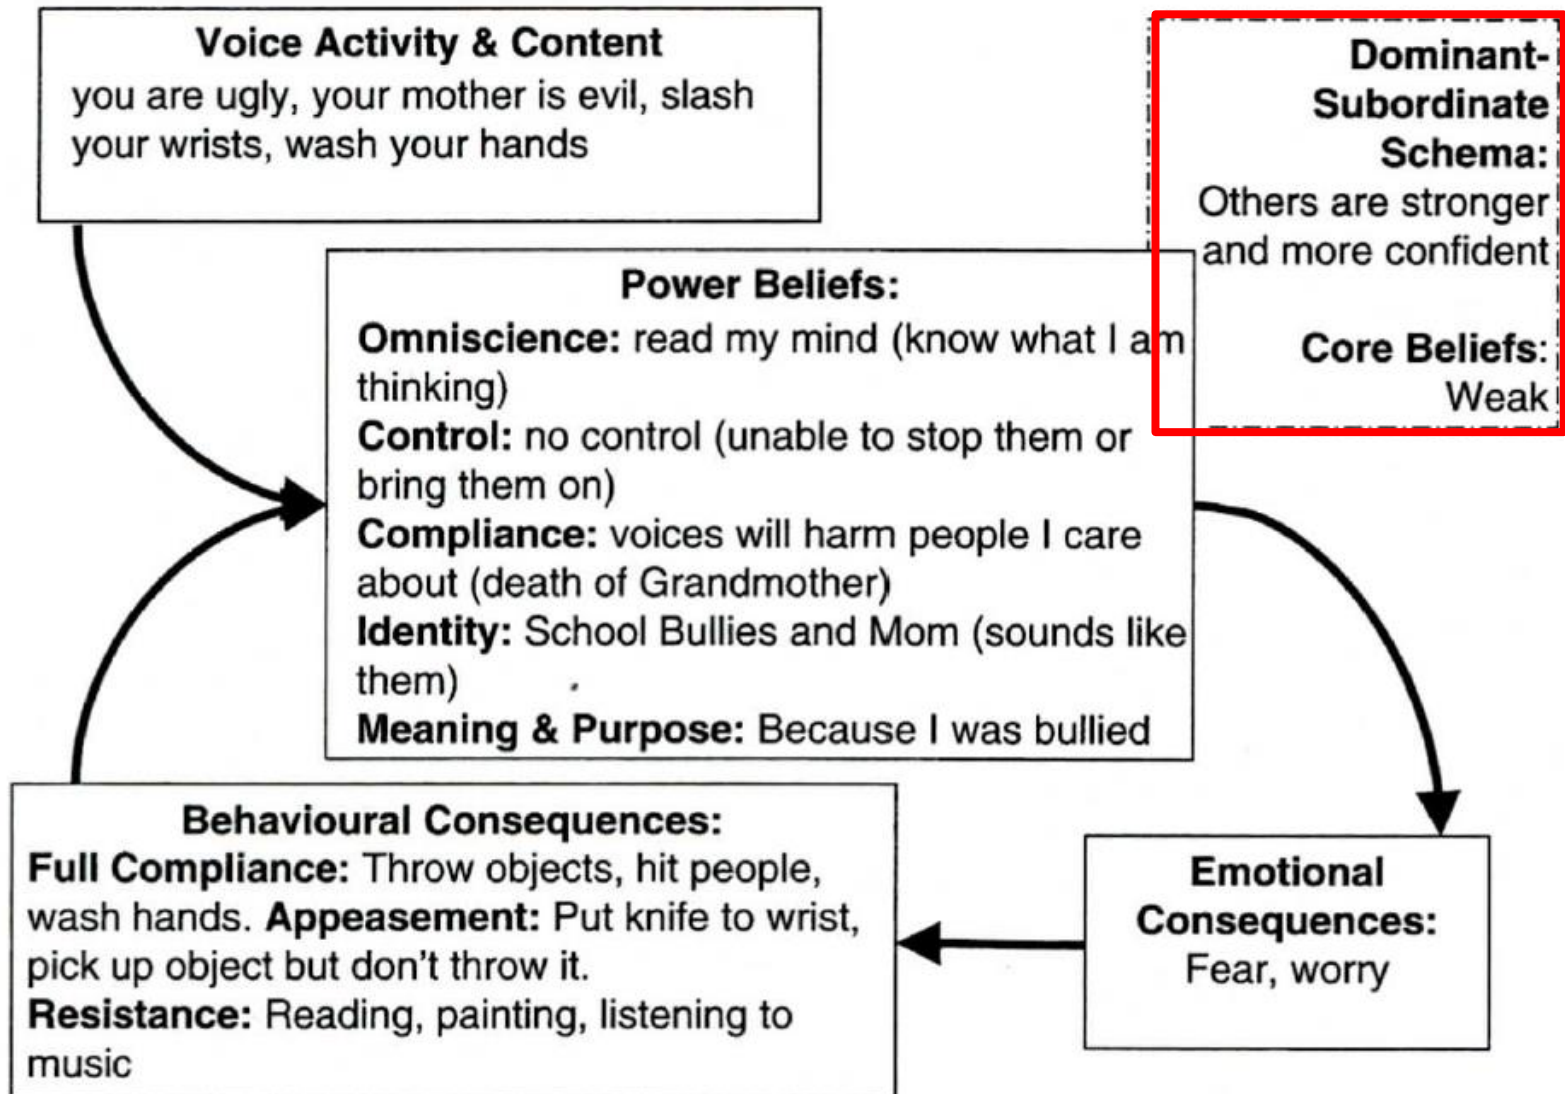 Voice Activity & Content
you are ugly, your mother is evil, slash
your wrists, wash your hands
Dominant-
Subordinate
Schema:
Others are stronger
and more confident
Core Beliefs:
Weak
Power Beliefs:
Omniscience: read my mind (know what I am
thinking)
Control: no control (unable to stop them or
bring them on)
Compliance: voices will harm people I care
about (death of Grandmother)
Identity: School Bullies and Mom (sounds like
them)
Meaning & Purpose: Because I was bullied
Emotional
Consequences:
Fear, worry
Behavioural Consequences:
Full Compliance: Throw objects, hit people,
wash hands. Appeasement: Put knife to wrist,
pick up object but don't throw it.
Resistance: Reading, painting, listening to
music